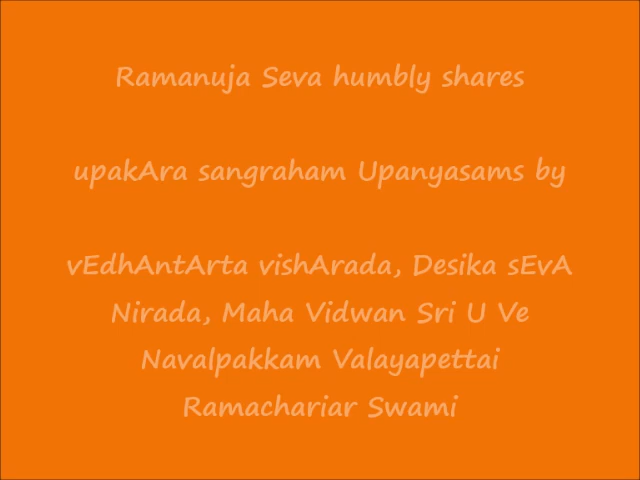 Ramanuja Seva humbly shares
upakAra sangraham Upanyasams by
vEdhAntArta vishArada, Desika sEvA
Nirada, Maha Vidwan Sri U Ve
Navalpakkam Valayapettai
Ramachariar Swami